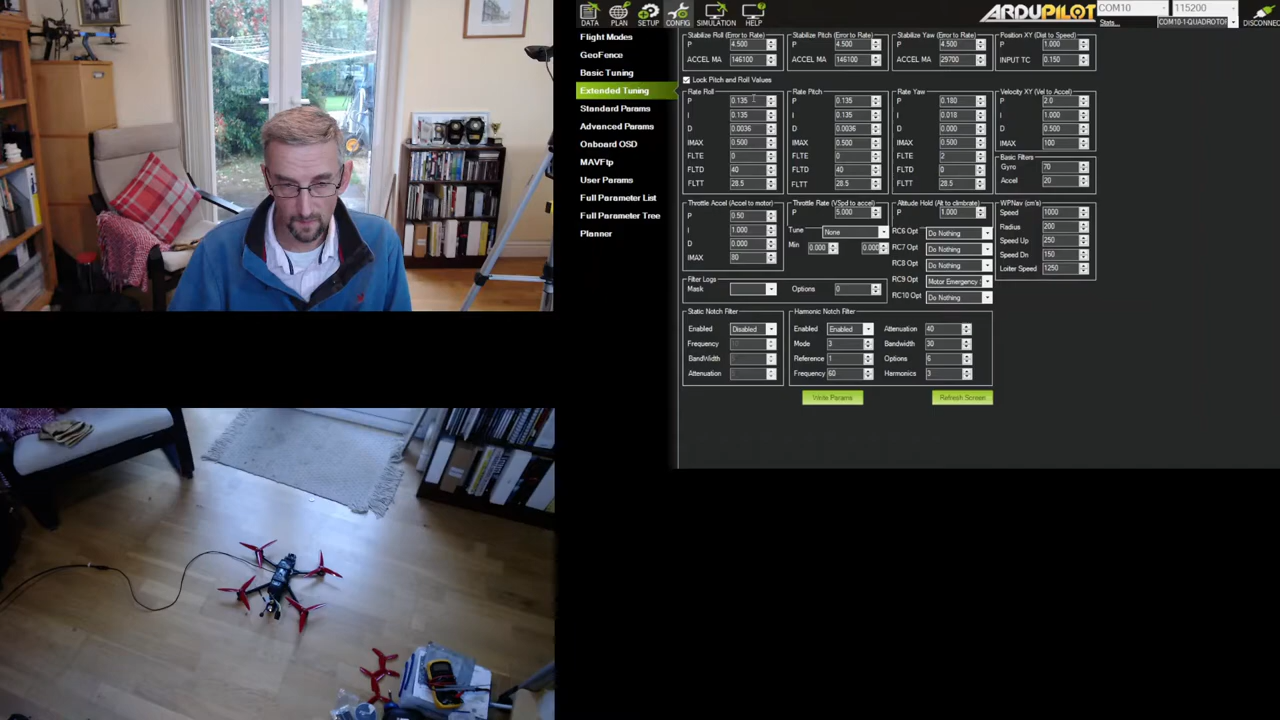 DATA PLAN SETUP CONFIG SIMULATION HELP
ARDUPILOT
COM10 115200
Stats... COM10-1-QUADROTOR
DISCONNEC
Flight Modes
GeoFence
Basic Tuning
Extended Tuning
Standard Params
Advanced Params
Onboard OSD
MAVFtp
User Params
Full Parameter List
Full Parameter Tree
Planner
Stabilize Roll (Error to Rate)
P 4.500
ACCEL MA 146100
Stabilize Pitch (Error to Rate)
P 4.500
ACCEL MA 146100
Stabilize Yaw (Error to Rate)
P 4.500
ACCEL MA 29700
Position XY (Dist to Speed)
P 1.000
INPUT TC 0.150
Lock Pitch and Roll Values
Rate Roll
P 0.135
I 0.135
D 0.0036
IMAX 0.500
FLTE 0
FLTD 40
FLTT 28.5
Rate Pitch
P 0.135
I 0.135
D 0.0036
IMAX 0.500
FLTE 0
FLTD 40
FLTT 28.5
Rate Yaw
P 0.180
I 0.018
D 0.000
IMAX 0.500
FLTE 2
FLTD 0
FLTT 28.5
Velocity XY (Vel to Accel)
P 2.0
I 1.000
D 0.500
IMAX 100
Basic Filters
Gyro 70
Accel 20
Throttle Accel (Accel to motor)
P 0.50
I 1.000
D 0.000
IMAX 80
Throttle Rate (VSpd to accel)
P 5.000
Tune None
Min 0.000 0.000
Altitude Hold (Alt to climbrate)
P 1.000
RC6 Opt Do Nothing
RC7 Opt Do Nothing
RC8 Opt Do Nothing
RC9 Opt Motor Emergency
RC10 Opt Do Nothing
WPNav (cm's)
Speed 1000
Radius 200
Speed Up 250
Speed Dn 150
Loiter Speed 1250
Filter Logs
Mask Options 0
Static Notch Filter
Enabled Disabled
Frequency
BandWidth
Attenuation
Harmonic Notch Filter
Enabled Enabled Attenuation 40
Mode 3 Bandwidth 30
Reference 1 Options 6
Frequency 60 Harmonics 3
Write Params Refresh Screen